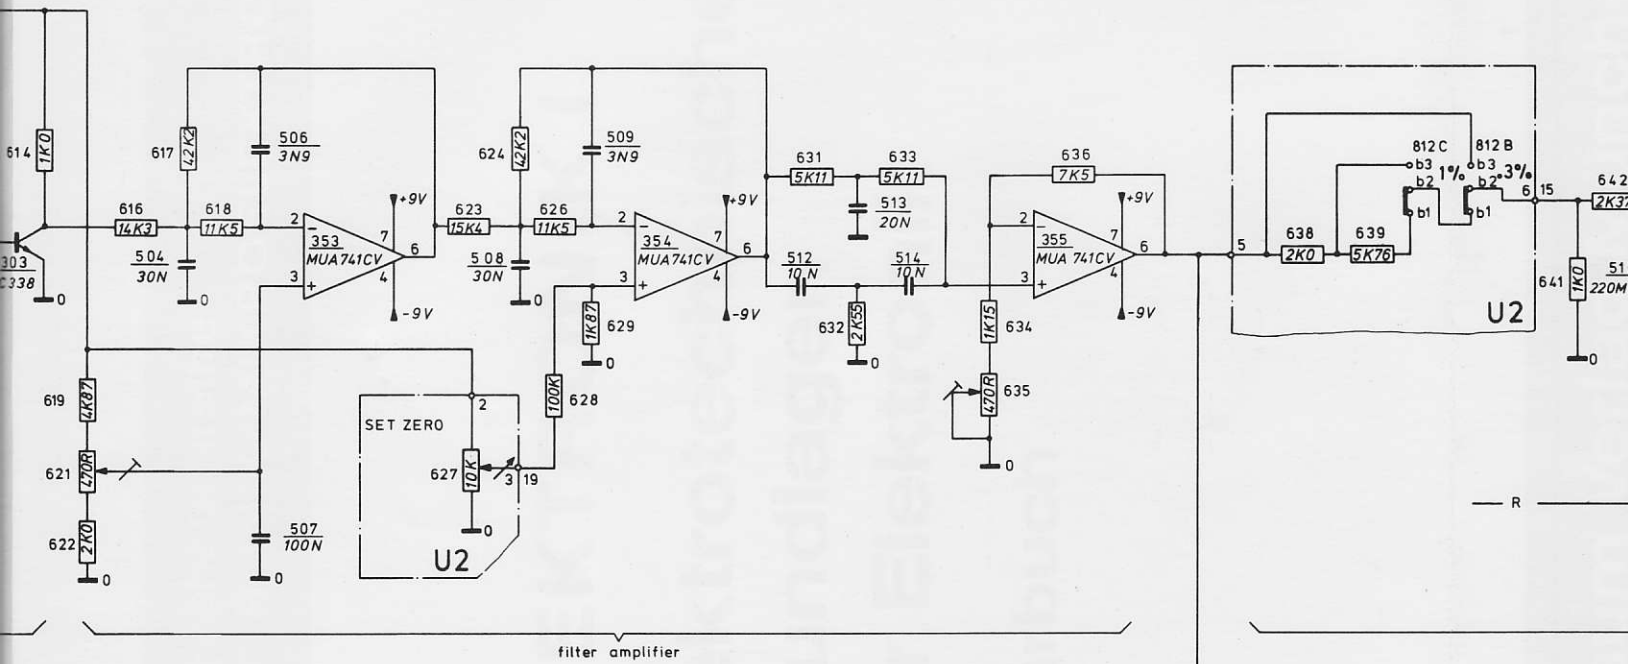 614
1K0
303
C338
0
616
14K3
617
42K2
504
30N
0
618
11K5
506
3N9
2
3
−
+
353
MUA741CV
7
4
6
+9V
-9V
619
4K87
621
470R
622
2K0
0
507
100N
0
SET ZERO
2
627
10K
3
19
0
U2
623
15K4
624
42K2
508
30N
0
626
11K5
509
3N9
2
3
−
+
354
MUA741CV
7
4
6
+9V
-9V
1K87
629
0
100K
628
631
5K11
633
5K11
513
20N
0
512
10N
514
10N
632
2K55
0
636
7K5
2
3
−
+
355
MUA 741CV
7
4
6
+9V
-9V
1K15
634
470R
635
0
5
638
2K0
639
5K76
812C
812B
b3
b3
1%
.3%
b2
b2
b1
b1
6
15
U2
642
2K37
641
1K0
51
220M
0
R
filter amplifier